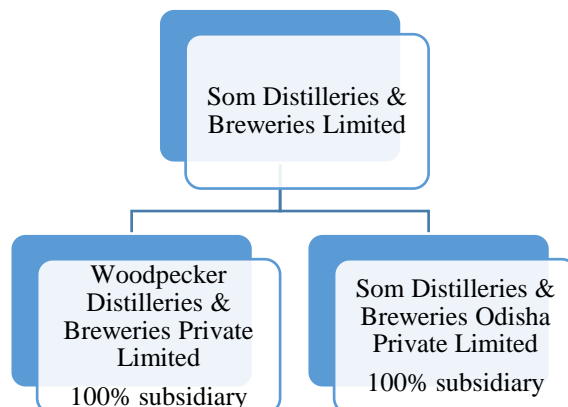 Som Distilleries &
Breweries Limited
Woodpecker
Distilleries &
Breweries Private
Limited
100% subsidiary
Som Distilleries &
Breweries Odisha
Private Limited
100% subsidiary